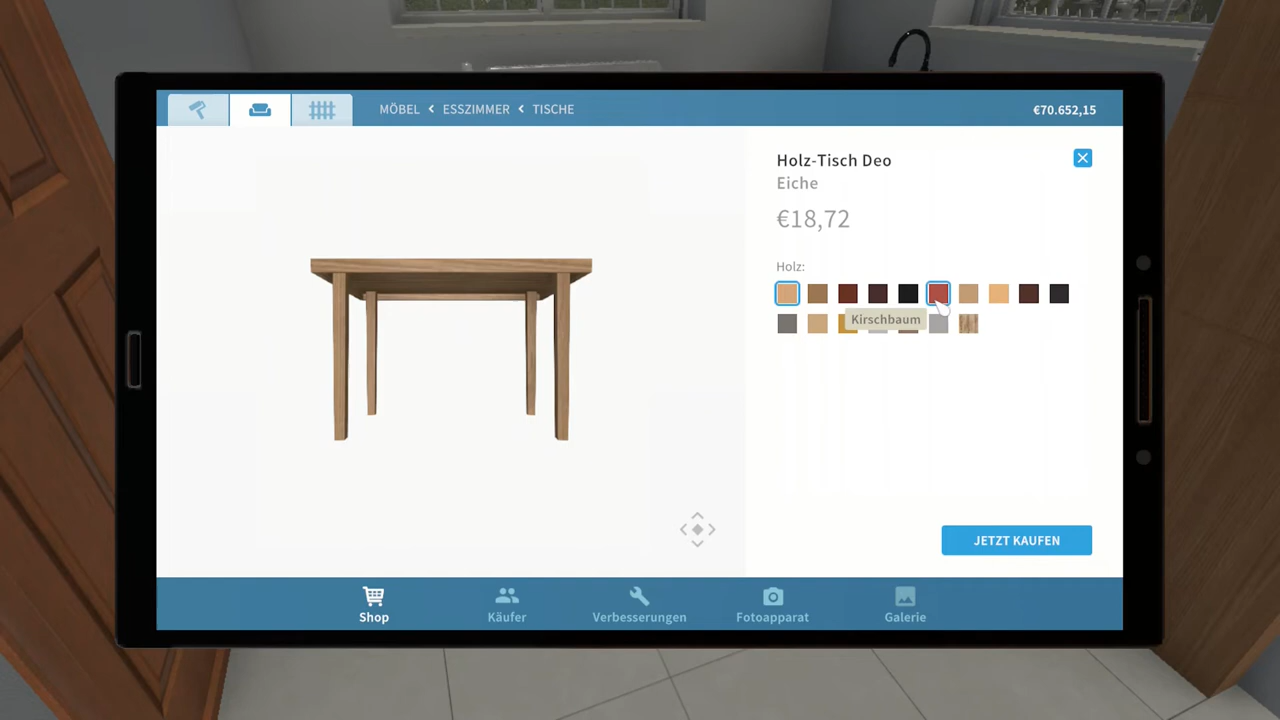 MÖBEL < ESSZIMMER < TISCHE
€70.652,15
Holz-Tisch Deo
Eiche
€18,72
Holz:
Kirschbaum
JETZT KAUFEN
Shop
Käufer
Verbesserungen
Fotoapparat
Galerie